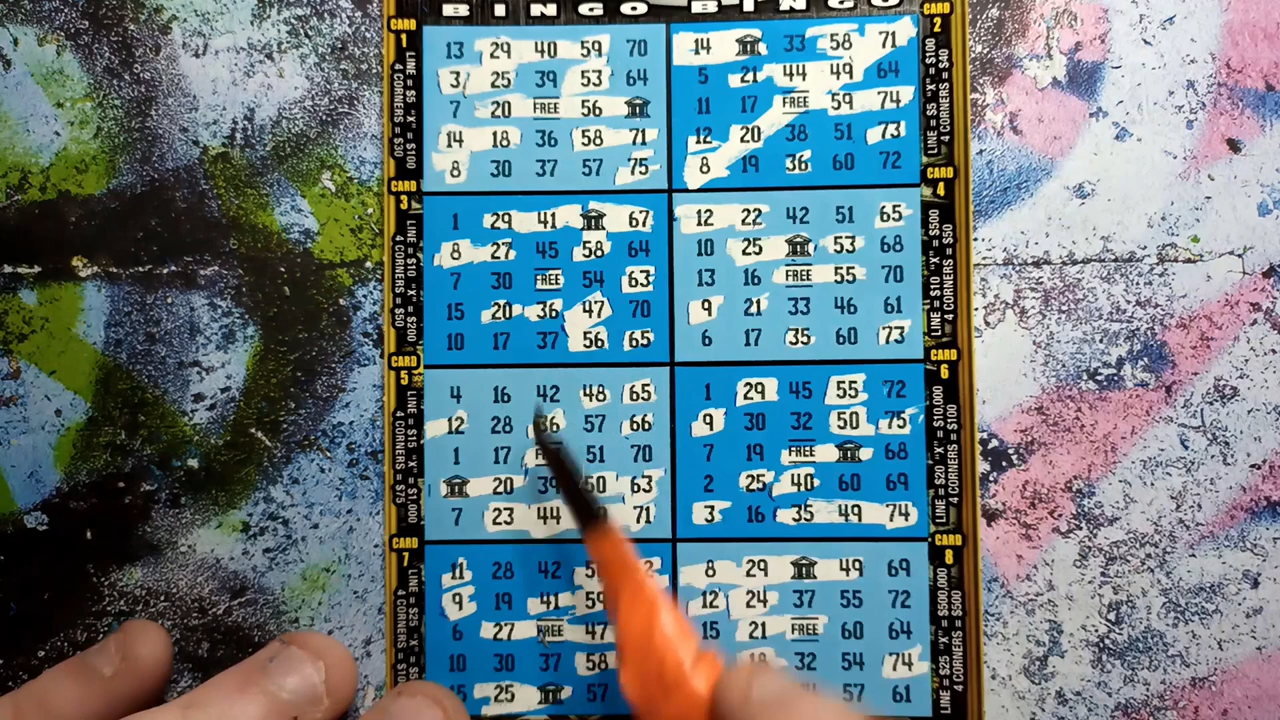 BINGO BINGO
CARD 1
LINE = $5 "X" = $100
4 CORNERS = $30
13 29 40 59 70
3 25 39 53 64
7 20 FREE 56
14 18 36 58 71
8 30 37 57 75
CARD 2
LINE = $5 "X" = $100
4 CORNERS = $40
14 33 58 71
5 21 44 49 64
11 17 FREE 59 74
12 20 38 51 73
8 19 36 60 72
CARD 3
LINE = $10 "X" = $200
4 CORNERS = $50
1 29 41 67
8 27 45 58 64
7 30 FREE 54 63
15 20 36 47 70
10 17 37 56 65
CARD 4
LINE = $10 "X" = $500
4 CORNERS = $50
12 22 42 51 65
10 25 53 68
13 16 FREE 55 70
9 21 33 46 61
6 17 35 60 73
CARD 5
LINE = $15 "X" = $1,000
4 CORNERS = $75
4 16 42 48 65
12 28 36 57 66
1 17 51 70
20 39 50 63
7 23 44 71
CARD 6
LINE = $20 "X" = $10,000
4 CORNERS = $100
1 29 45 55 72
9 30 32 50 75
7 19 FREE 68
2 25 40 60 69
3 16 35 49 74
CARD 7
LINE = $25 "X" =
4 CORNERS =
11 28 42
9 19 41 59
6 27 FREE 47
10 30 37 58
25 57
CARD 8
LINE = $25 "X" = $500,000
4 CORNERS = $500
8 29 49 69
12 24 37 55 72
15 21 FREE 60 64
32 54 74
57 61